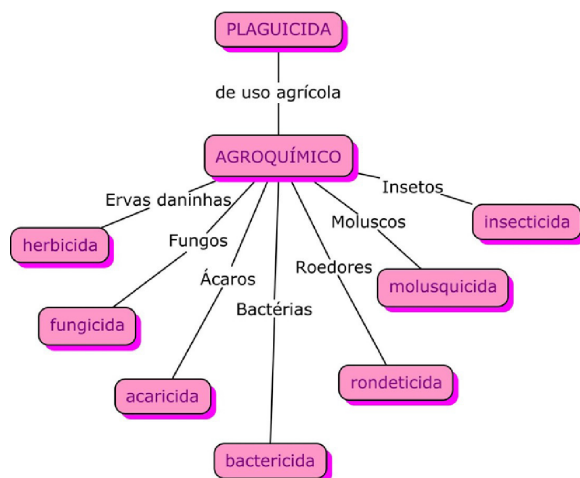 PLAGUICIDA
de uso agrícola
AGROQUÍMICO
Ervas daninhas
Fungos
Ácaros
Bactérias
Roedores
Moluscos
Insetos
herbicida
fungicida
acaricida
bactericida
rondeticida
molusquicida
insecticida